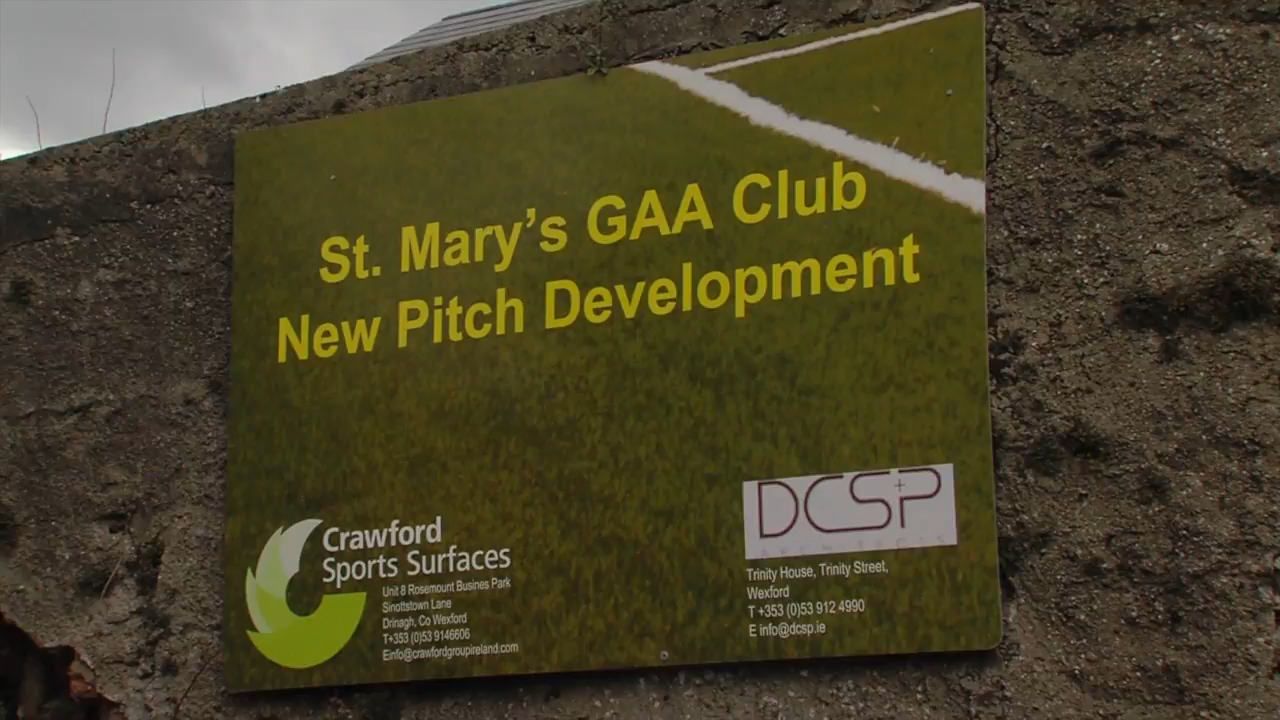 St. Mary's GAA Club
New Pitch Development
Crawford
Sports Surfaces
Unit 8 Rosemount Busines Park
Sinottstown Lane
Drinagh, Co Wexford
T+353 (0)53 9146606
Einfo@crawfordgroupireland.com
DCS+P
Trinity House, Trinity Street,
Wexford
T +353 (0)53 912 4990
E info@dcsp.ie